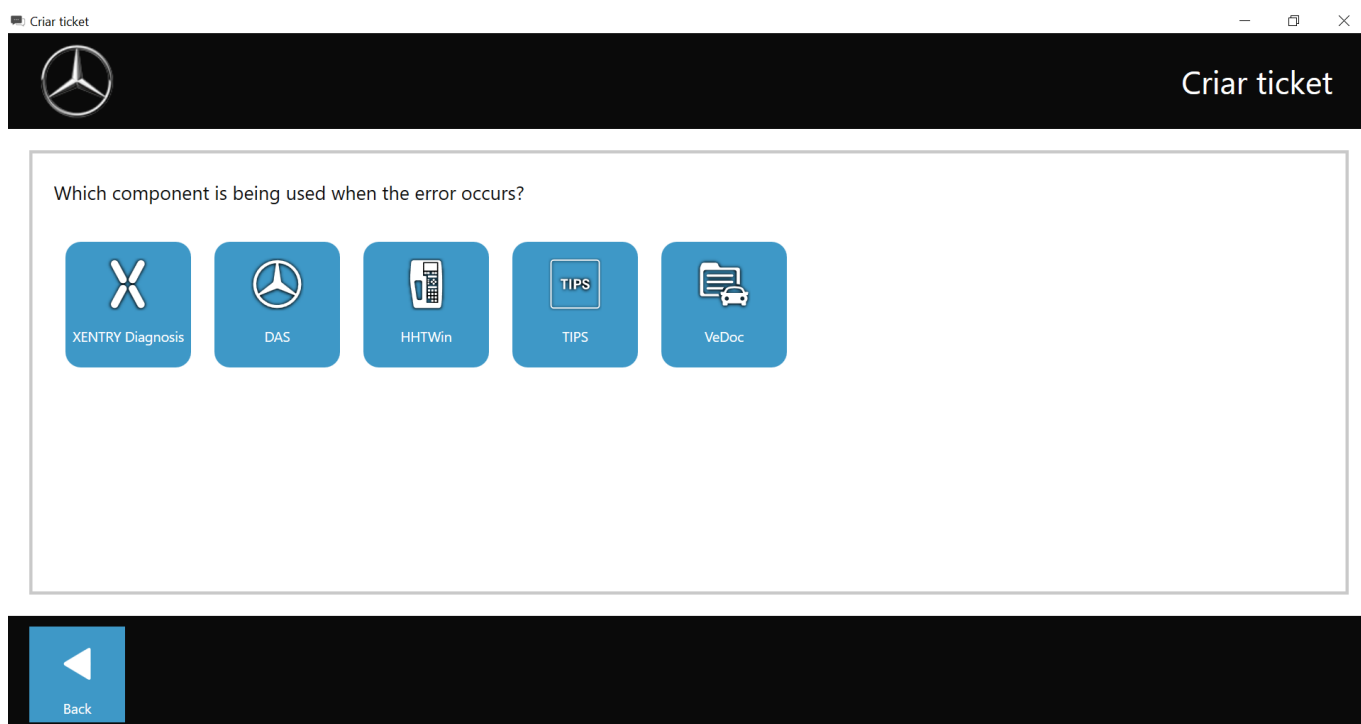 Criar ticket
Criar ticket
Which component is being used when the error occurs?
XENTRY Diagnosis
DAS
HHTWin
TIPS
TIPS
VeDoc
Back